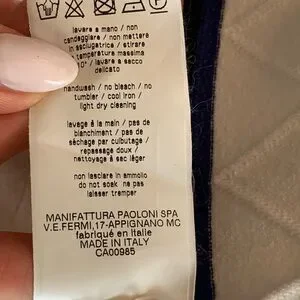 lavare a mano / non
candeggiare / non mettere
in asciugatrice / stirare
temperatura massima
0° / lavare a secco
delicato
handwash / no bleach / no
tumbler / cool iron /
light dry cleaning
lavage à la main / pas de
blanchiment / pas de
séchage par culbutage /
repassage doux /
nettoyage à sec léger
non lasciare in ammollo
do not soak ne pas
laisser tremper
MANIFATTURA PAOLONI SPA
V.E.FERMI,17-APPIGNANO MC
fabriqué en Italie
MADE IN ITALY
CA00985